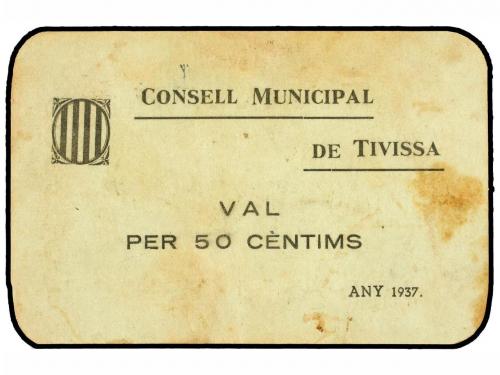 CONSELL MUNICIPAL
DE TIVISSA
VAL
PER 50 CÈNTIMS
ANY 1937.